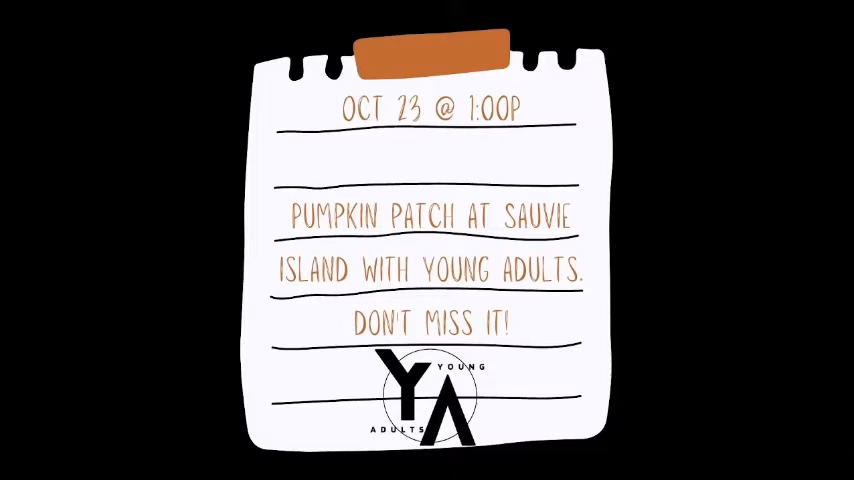 OCT 23 @ 1:00P
PUMPKIN PATCH AT SAUVIE
ISLAND WITH YOUNG ADULTS.
DON'T MISS IT!
YOUNG
YA
ADULTS